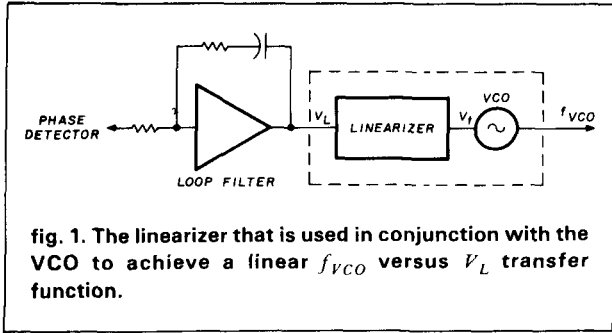 PHASE
DETECTOR
LOOP FILTER
V_L
LINEARIZER
V_t
VCO
f_VCO
fig. 1. The linearizer that is used in conjunction with the
VCO to achieve a linear f_VCO versus V_L transfer
function.